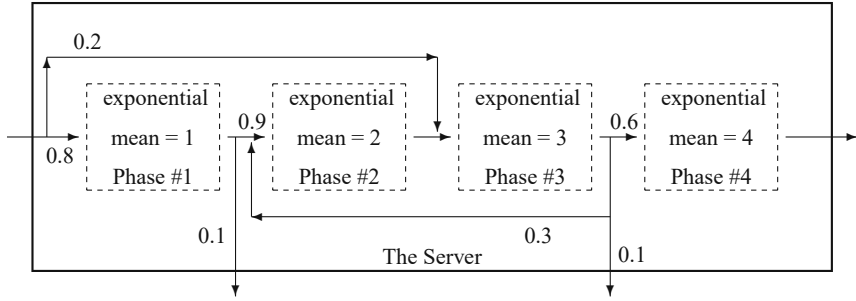 0.2
exponential
mean = 1
Phase #1
exponential
mean = 2
Phase #2
exponential
mean = 3
Phase #3
exponential
mean = 4
Phase #4
0.8
0.9
0.6
0.1
0.3
0.1
The Server